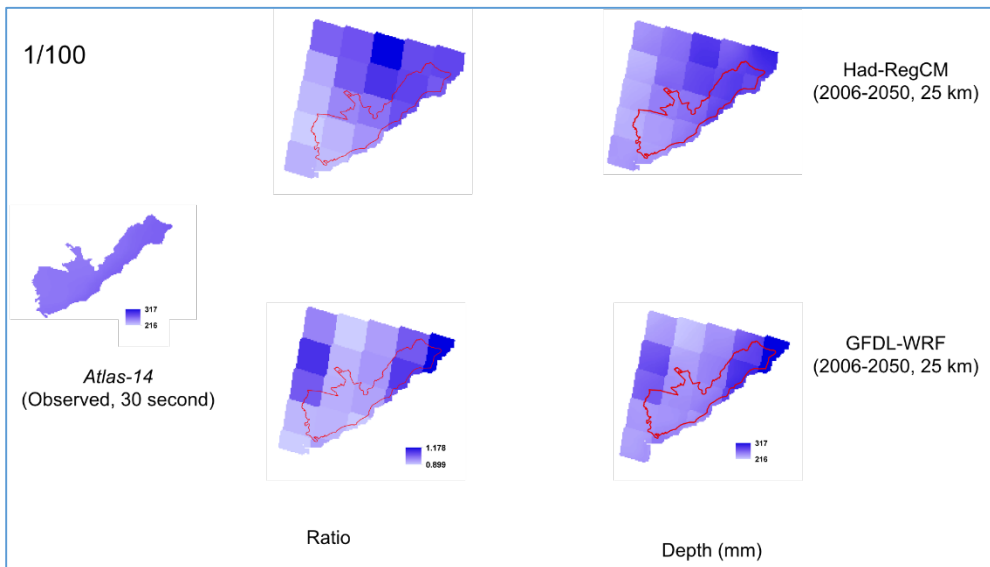 1/100
Had-RegCM
(2006-2050, 25 km)
317
216
Atlas-14
(Observed, 30 second)
GFDL-WRF
(2006-2050, 25 km)
1.178
0.899
317
216
Ratio
Depth (mm)